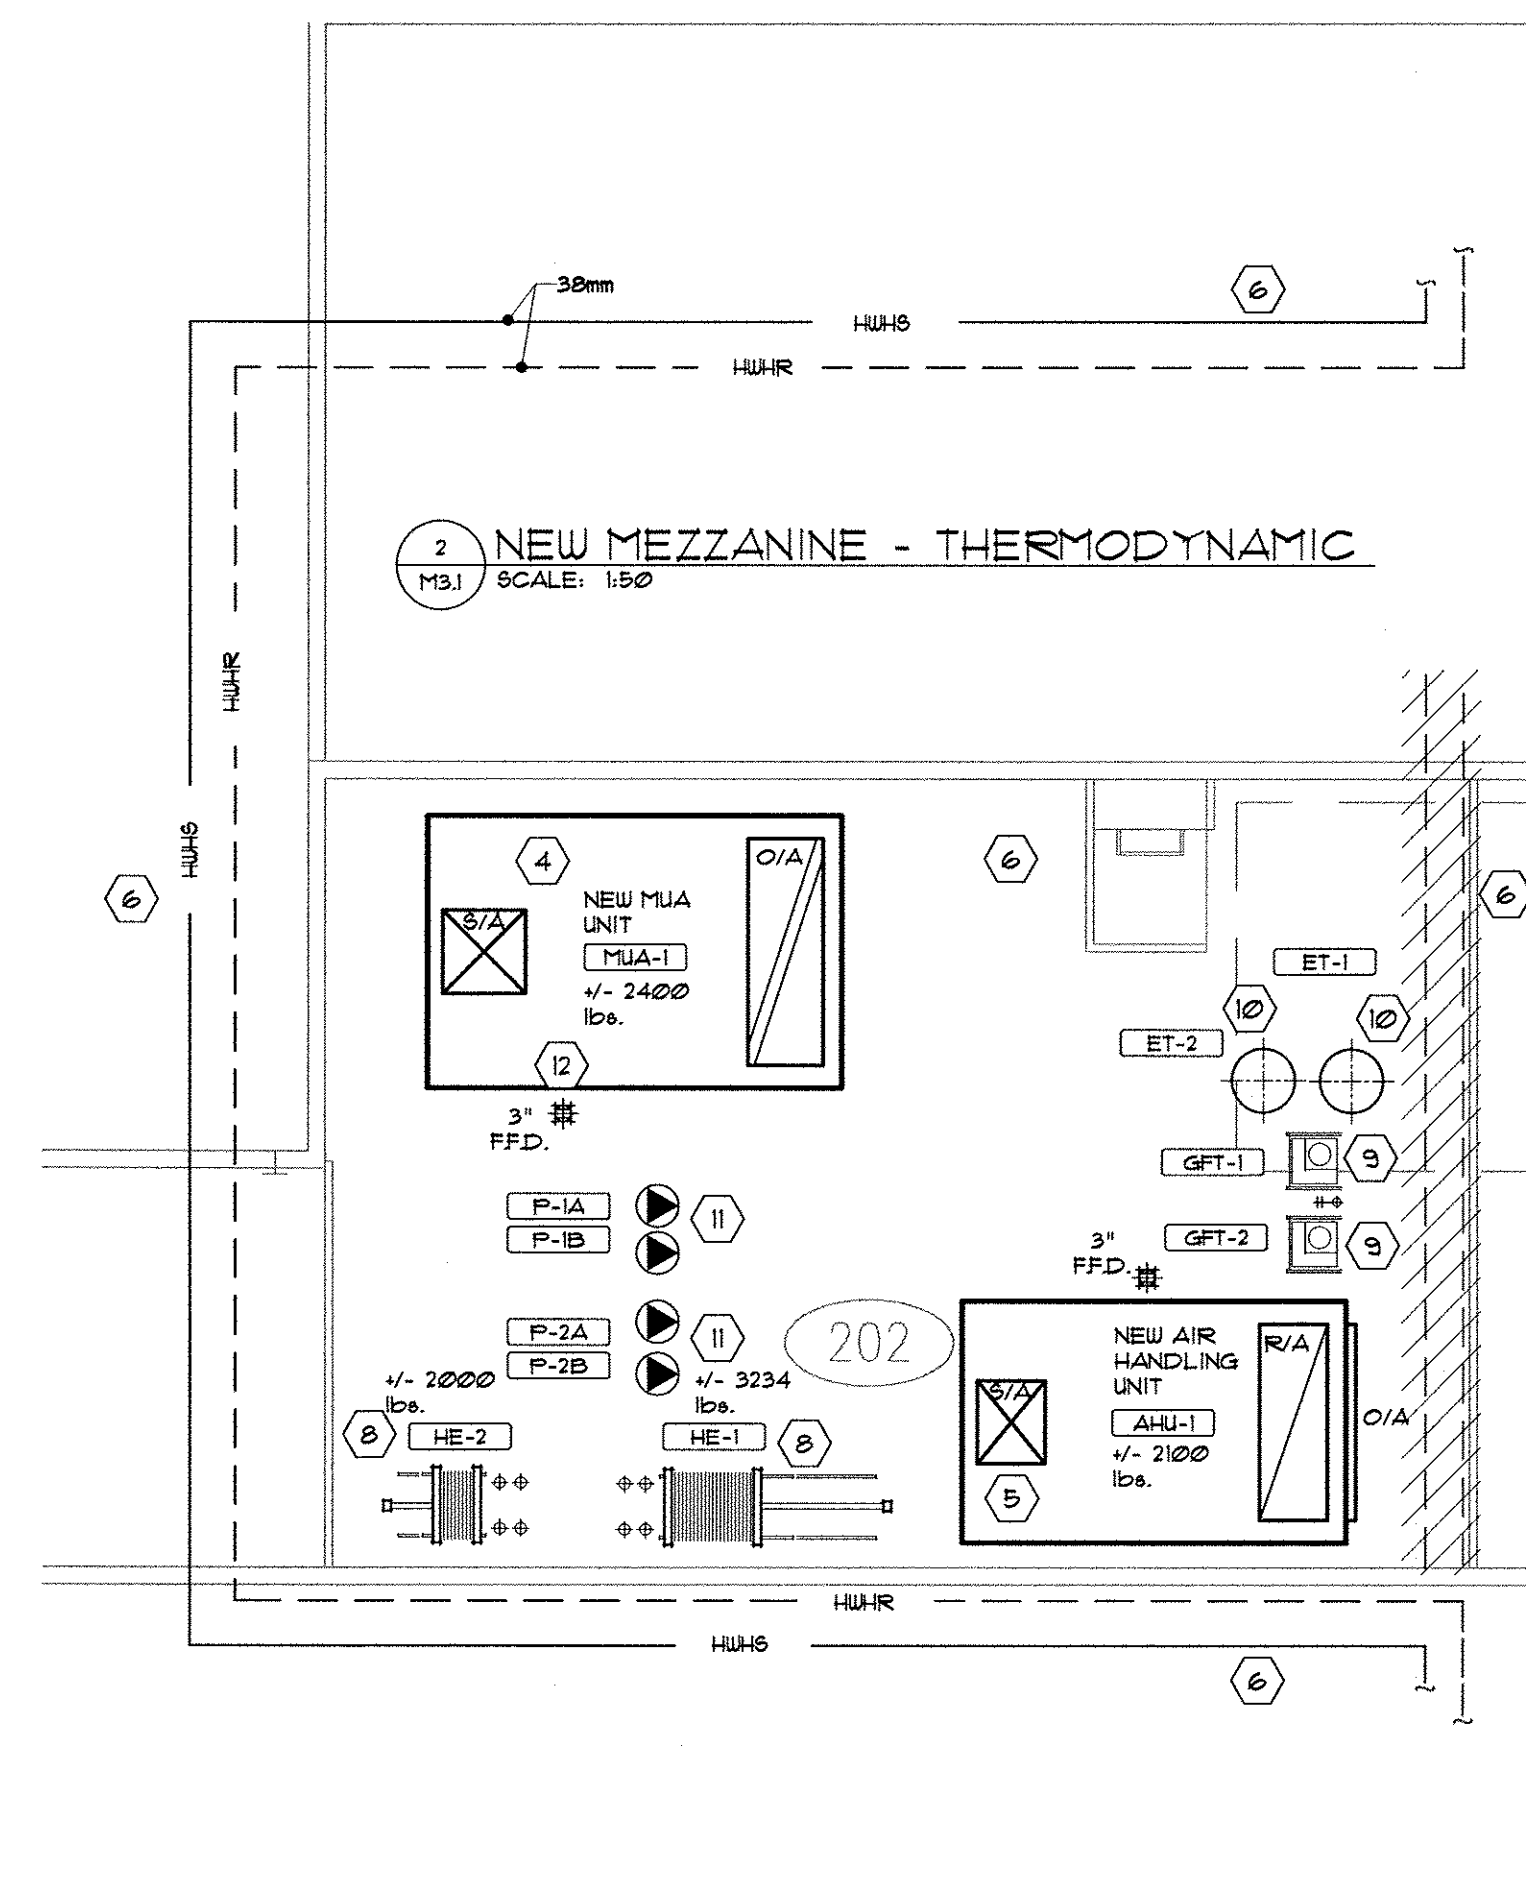 38mm
6
HWHS
HWHR
2
M3.1
NEW MEZZANINE - THERMODYNAMIC
SCALE: 1:50
HWHR
HWHS
6
4
O/A
S/A
NEW MUA
UNIT
MUA-1
+/- 2400
lbs.
12
3"
F.F.D.
6
6
ET-1
10
10
ET-2
GFT-1
9
GFT-2
9
3"
F.F.D.
P-1A
P-1B
11
P-2A
P-2B
11
202
+/- 2000
lbs.
8
HE-2
+/- 3234
lbs.
HE-1
8
NEW AIR
HANDLING
UNIT
AHU-1
+/- 2100
lbs.
R/A
S/A
O/A
5
HWHR
HWHS
6